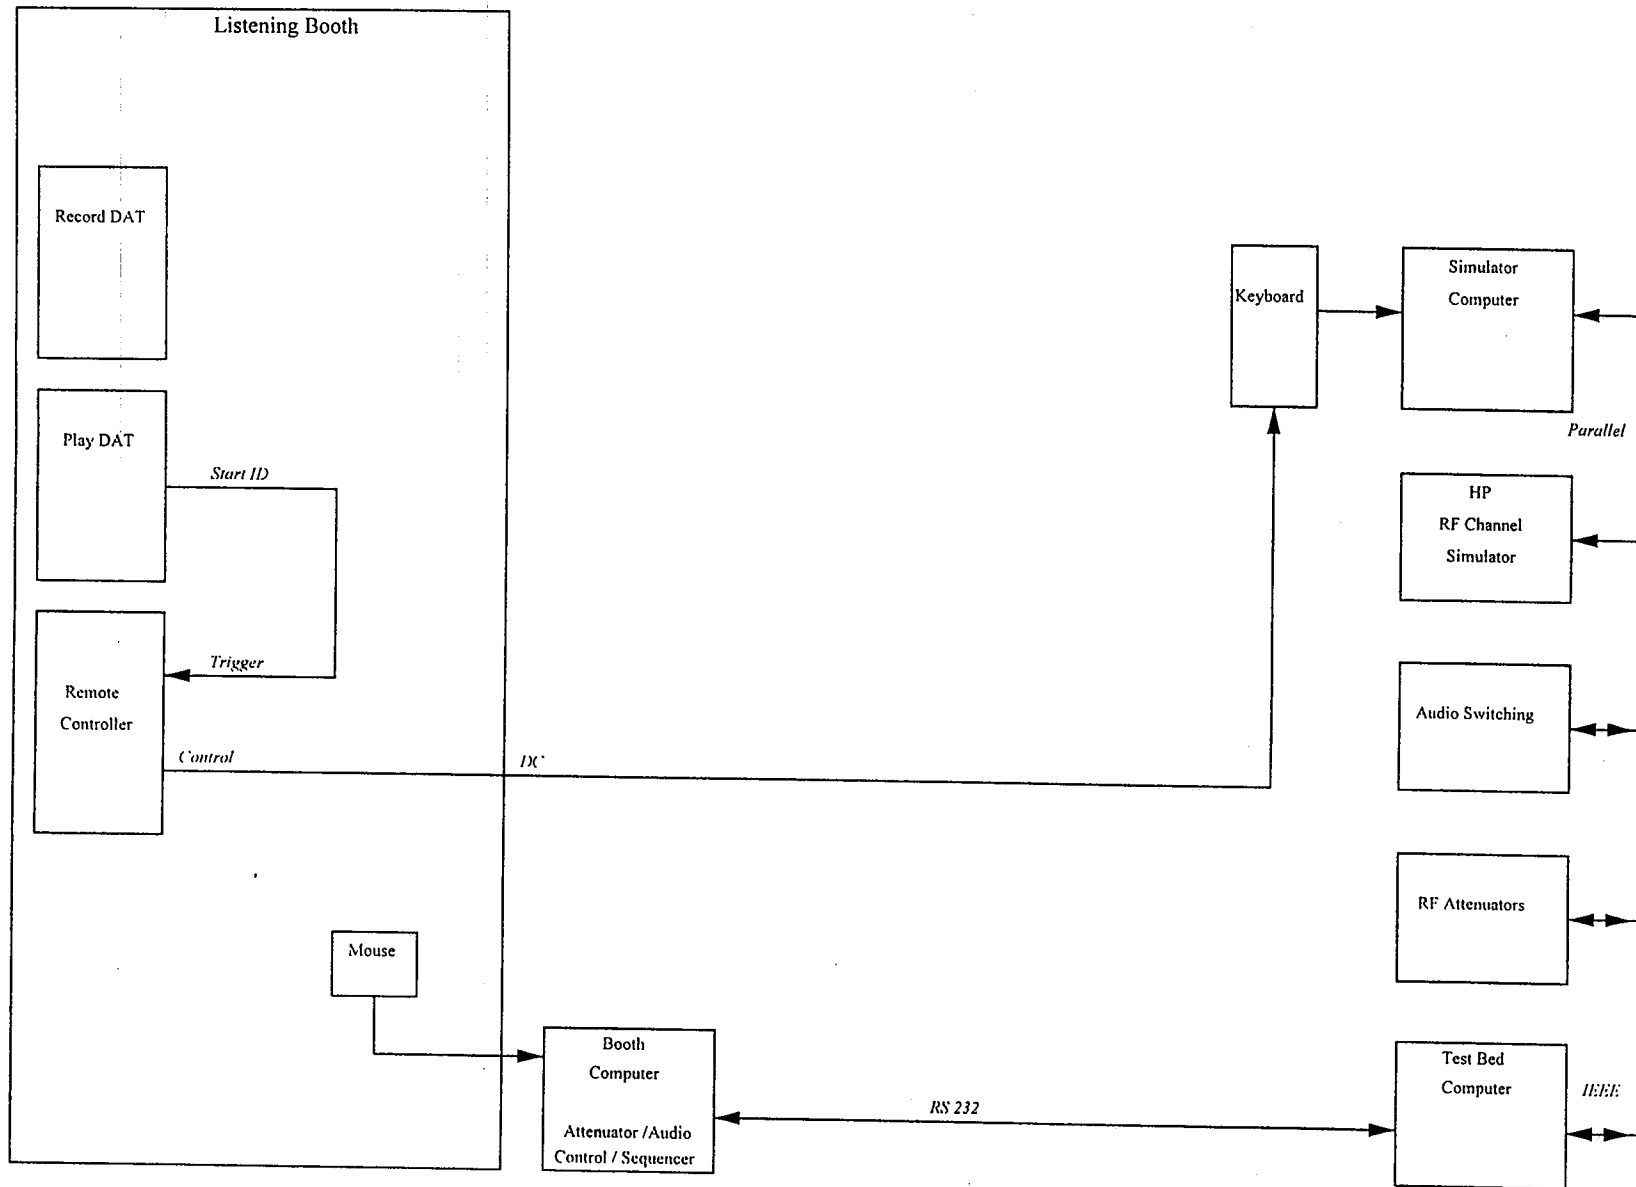 Listening Booth
Record DAT
Play DAT
Start ID
Trigger
Remote
Controller
Control
DC
Keyboard
Simulator
Computer
Parallel
HP
RF Channel
Simulator
Audio Switching
RF Attenuators
Mouse
Booth
Computer
Attenuator /Audio
Control / Sequencer
RS 232
Test Bed
Computer
IEEE